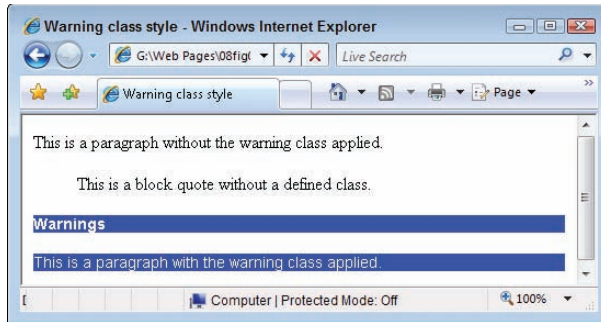 Warning class style - Windows Internet Explorer
G:\Web Pages\08fig(
Live Search
Warning class style
Page
»
This is a paragraph without the warning class applied.
This is a block quote without a defined class.
Warnings
This is a paragraph with the warning class applied.
Computer | Protected Mode: Off
100%